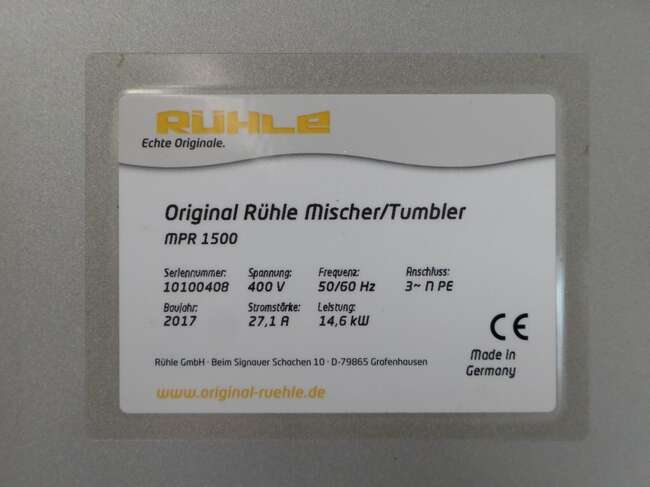 RÜHLE
Echte Originale.
Original Rühle Mischer/Tumbler
MPR 1500
Seriennummer: Spannung: Frequenz: Anschluss:
10100408 400 V 50/60 Hz 3~ N PE
Baujahr: Stromstärke: Leistung:
2017 27,1 A 14,6 kW
CE
Rühle GmbH · Beim Signauer Schachen 10 · D-79865 Grafenhausen
Made in
Germany
www.original-ruehle.de